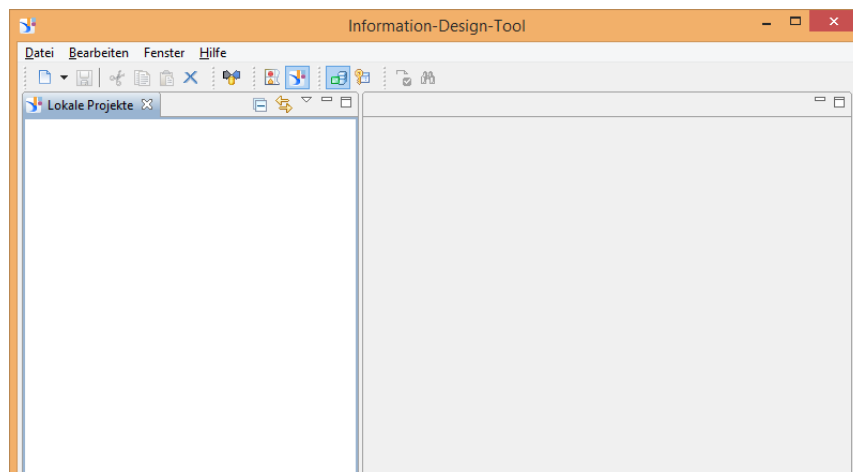 Information-Design-Tool
Datei Bearbeiten Fenster Hilfe
Lokale Projekte